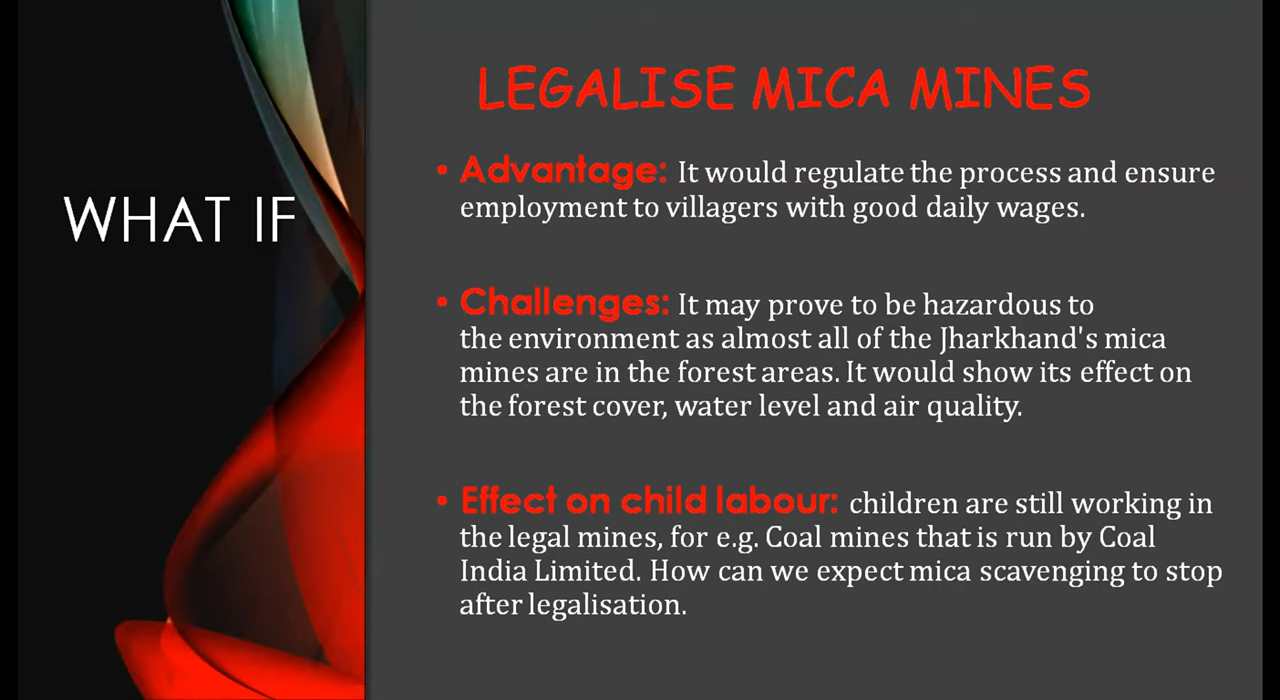 WHAT IF
LEGALISE MICA MINES
• Advantage: It would regulate the process and ensure
employment to villagers with good daily wages.
• Challenges: It may prove to be hazardous to
the environment as almost all of the Jharkhand's mica
mines are in the forest areas. It would show its effect on
the forest cover, water level and air quality.
• Effect on child labour: children are still working in
the legal mines, for e.g. Coal mines that is run by Coal
India Limited. How can we expect mica scavenging to stop
after legalisation.